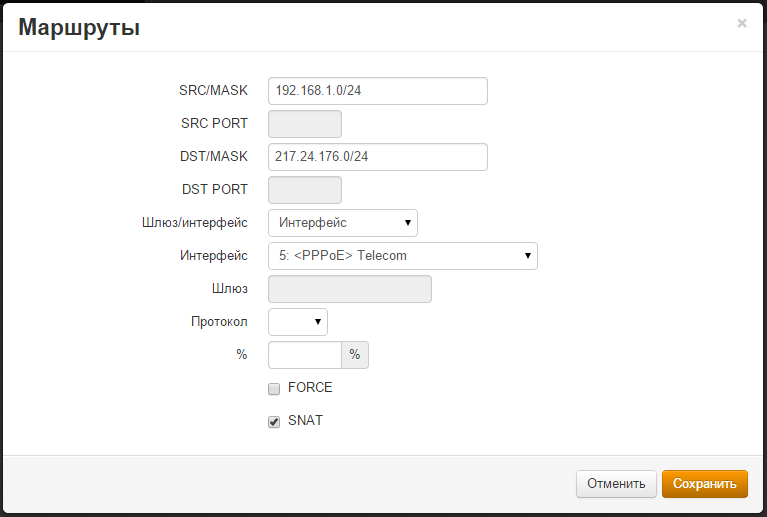 Маршруты ×
SRC/MASK 192.168.1.0/24
SRC PORT
DST/MASK 217.24.176.0/24
DST PORT
Шлюз/интерфейс Интерфейс
Интерфейс 5: <PPPoE> Telecom
Шлюз
Протокол
% %
FORCE
SNAT
Отменить Сохранить